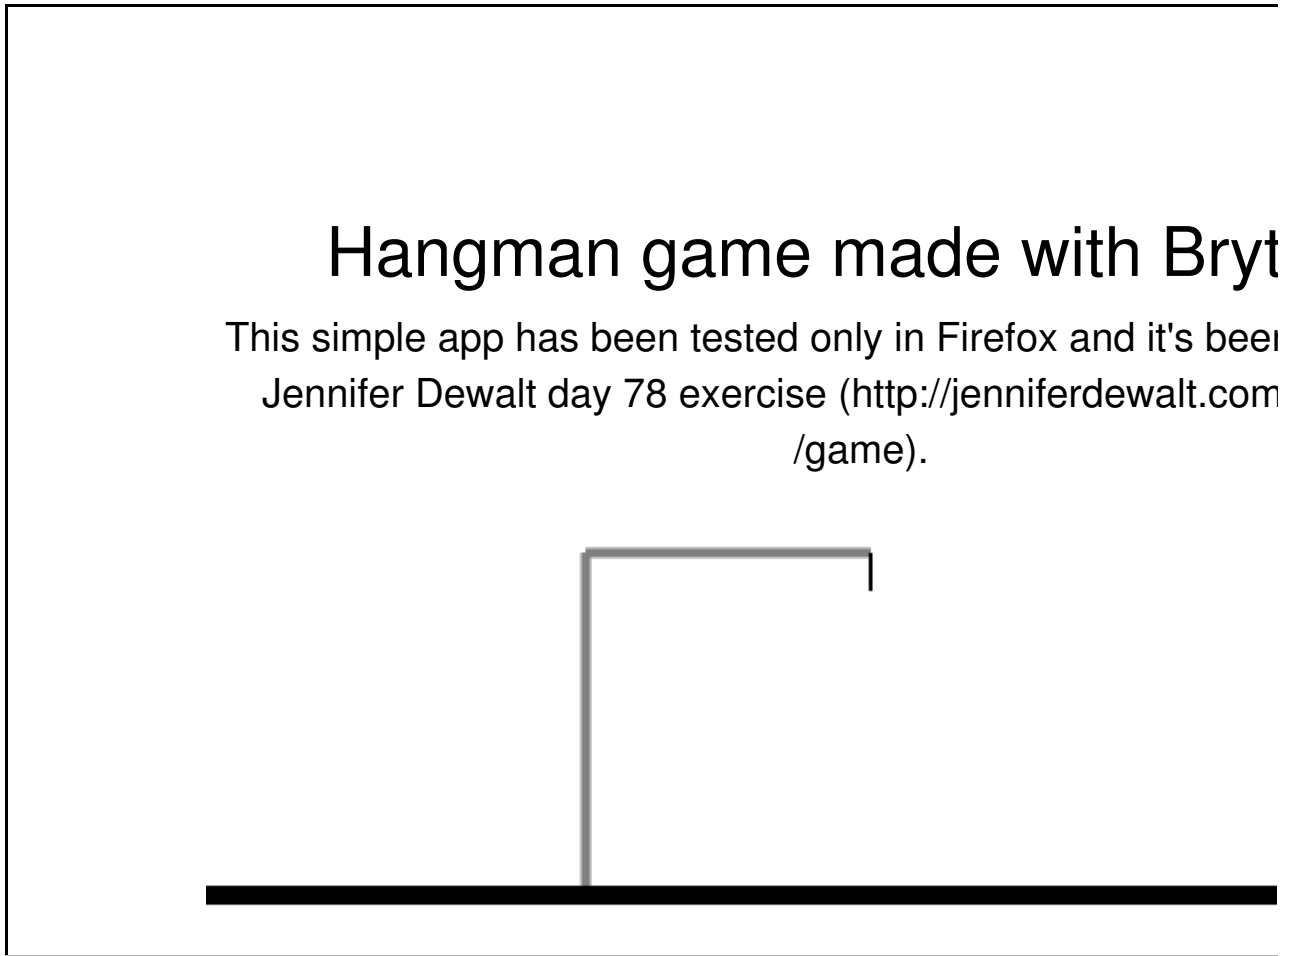 Hangman game made with Bryt
This simple app has been tested only in Firefox and it's been
Jennifer Dewalt day 78 exercise (http://jenniferdewalt.com
/game).